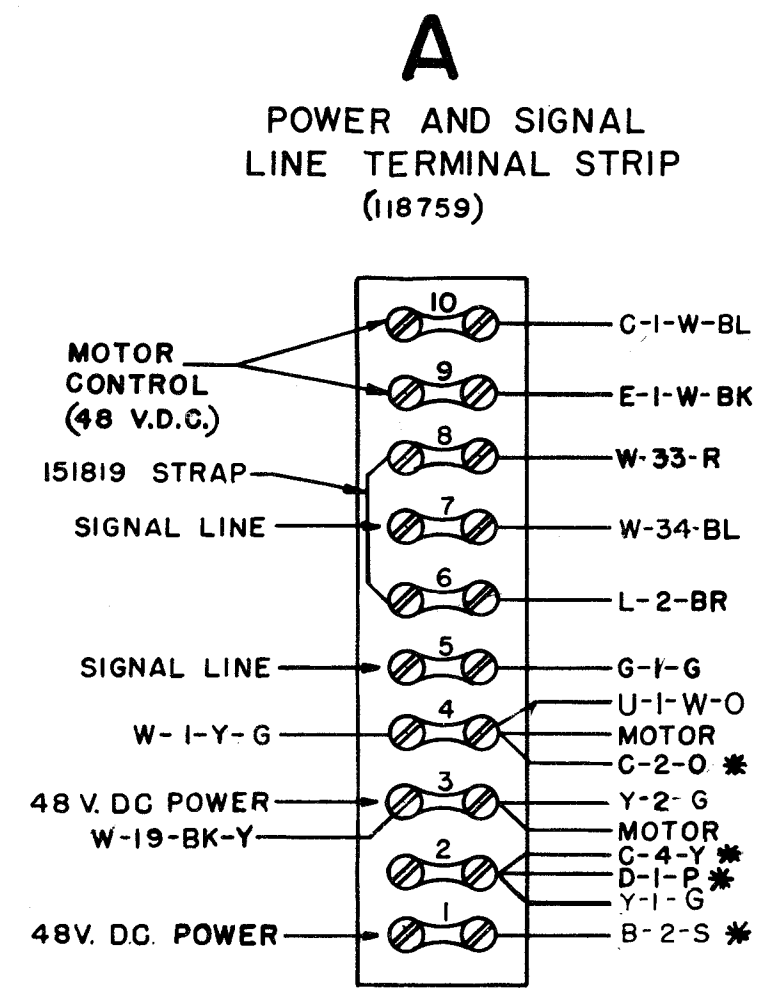 A
POWER AND SIGNAL
LINE TERMINAL STRIP
(118759)
10
C-1-W-BL
MOTOR
CONTROL
(48 V.D.C.)
9
E-1-W-BK
8
W-33-R
151819 STRAP
7
SIGNAL LINE
W-34-BL
6
L-2-BR
5
SIGNAL LINE
G-1-G
4
U-1-W-O
W-1-Y-G
MOTOR
C-2-O *
3
48 V. DC POWER
Y-2-G
W-19-BK-Y
MOTOR
2
C-4-Y *
D-1-P *
Y-1-G
1
48V. D.C. POWER
B-2-S *